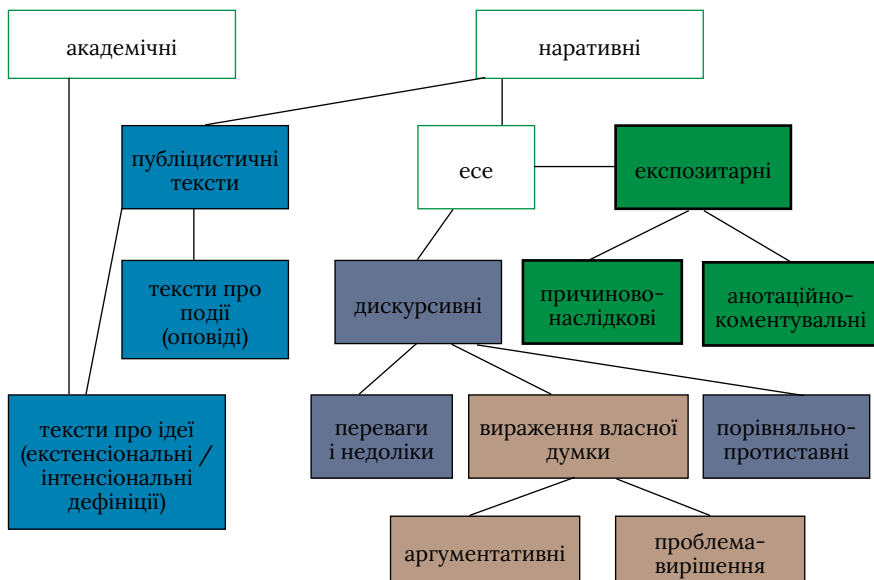 академічні
наративні
публіцистичні
тексти
есе
експозитарні
тексти про
події
(оповіді)
дискурсивні
причиново-
наслідкові
анотаційно-
коментувальні
тексти про ідеї
(екстенсіональні /
інтенсіональні
дефініції)
переваги
і недоліки
вираження власної
думки
порівняльно-
протиставні
аргументативні
проблема-
вирішення